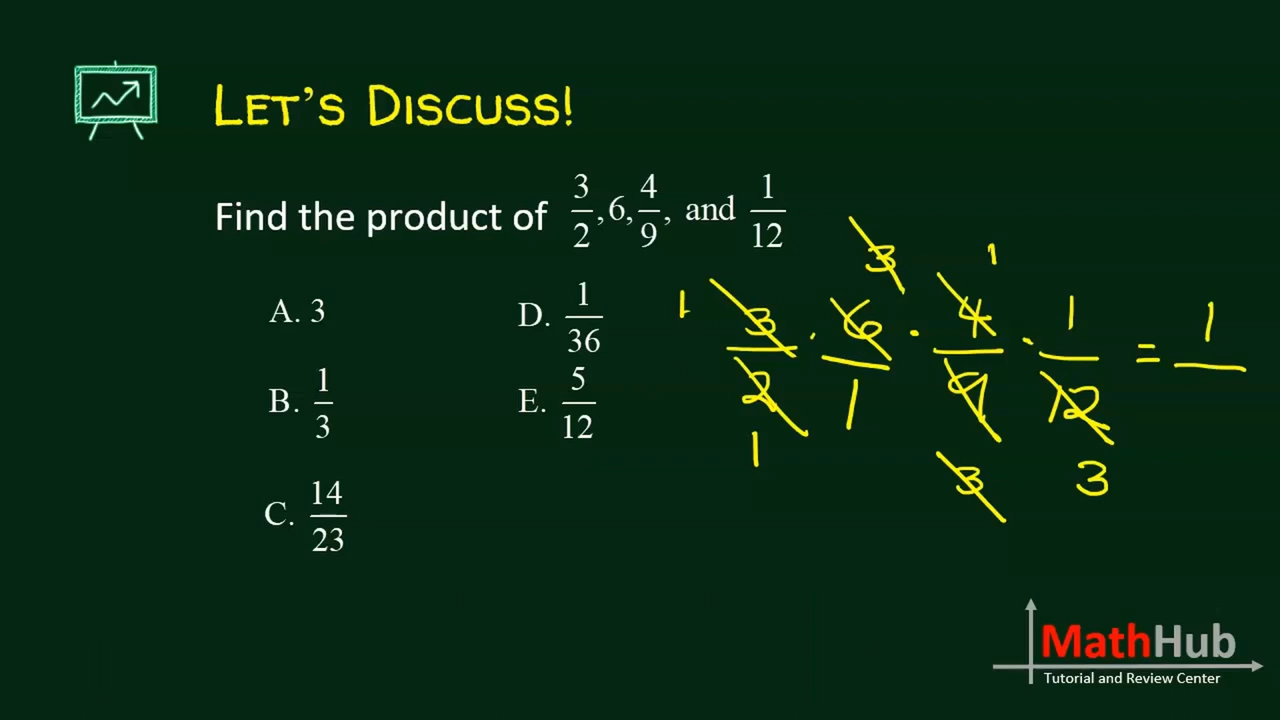 LET'S DISCUSS!
Find the product of 3/2, 6, 4/9, and 1/12
A. 3
D. 1/36
B. 1/3
E. 5/12
C. 14/23
3 1
1 3/2 · 6/1 · 4/9 · 1/12 = 1/
1 3 3
MathHub
Tutorial and Review Center